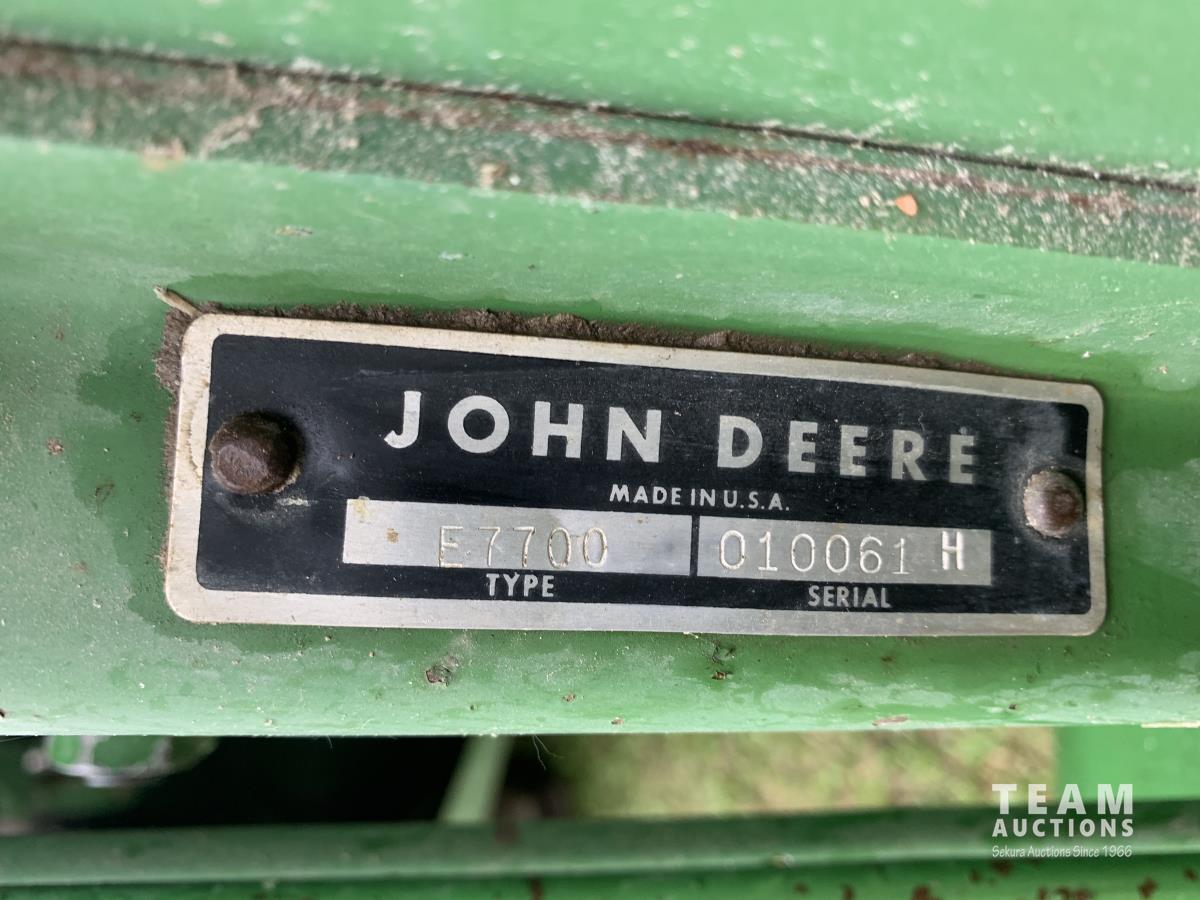 JOHN DEERE
MADE IN U.S.A.
E7700 010061 H
TYPE SERIAL
TEAM
AUCTIONS
Sekura Auctions Since 1966